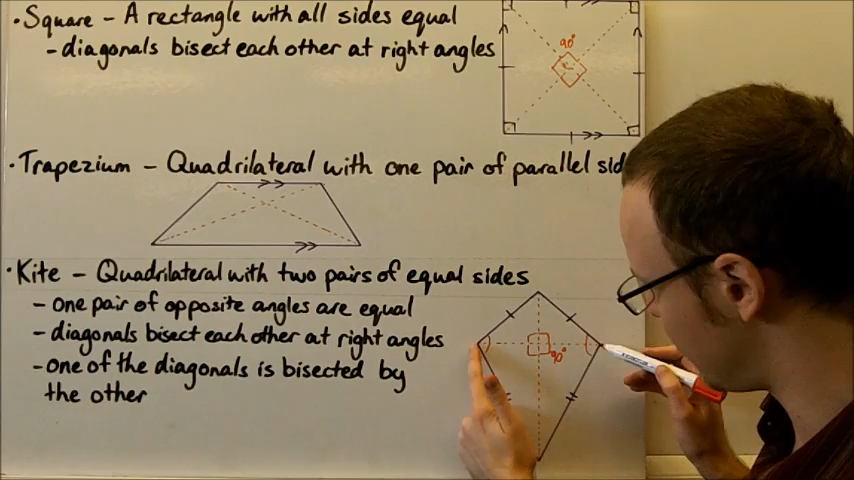 • Square – A rectangle with all sides equal
- diagonals bisect each other at right angles
90°
• Trapezium – Quadrilateral with one pair of parallel
• Kite – Quadrilateral with two pairs of equal sides
- one pair of opposite angles are equal
- diagonals bisect each other at right angles
- one of the diagonals is bisected by
the other
90°